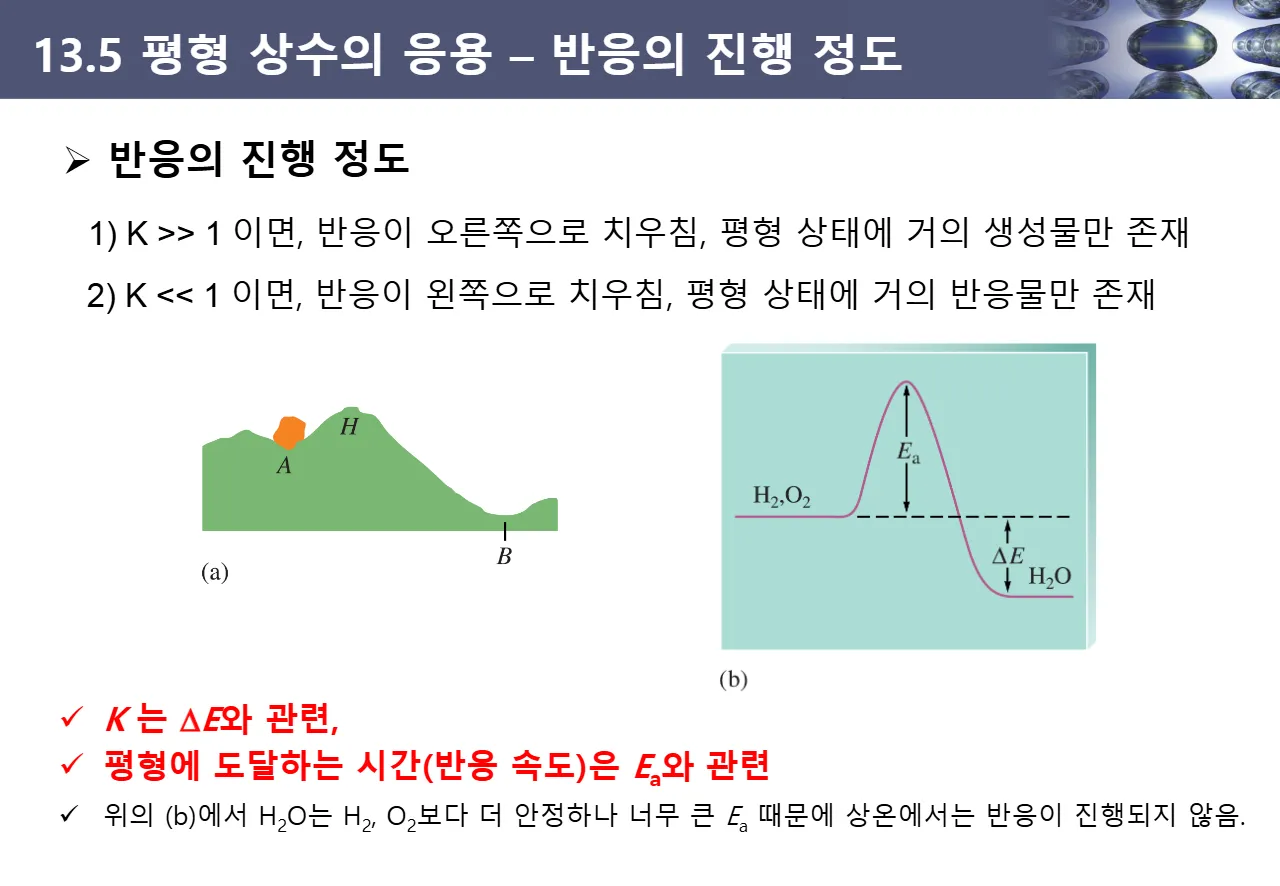 13.5 평형 상수의 응용 – 반응의 진행 정도
➢ 반응의 진행 정도
1) K >> 1 이면, 반응이 오른쪽으로 치우침, 평형 상태에 거의 생성물만 존재
2) K << 1 이면, 반응이 왼쪽으로 치우침, 평형 상태에 거의 반응물만 존재
H
A
B
(a)
Eₐ
H₂,O₂
ΔE
H₂O
(b)
✓ K 는 ΔE와 관련,
✓ 평형에 도달하는 시간(반응 속도)은 Eₐ와 관련
✓ 위의 (b)에서 H₂O는 H₂, O₂보다 더 안정하나 너무 큰 Eₐ 때문에 상온에서는 반응이 진행되지 않음.